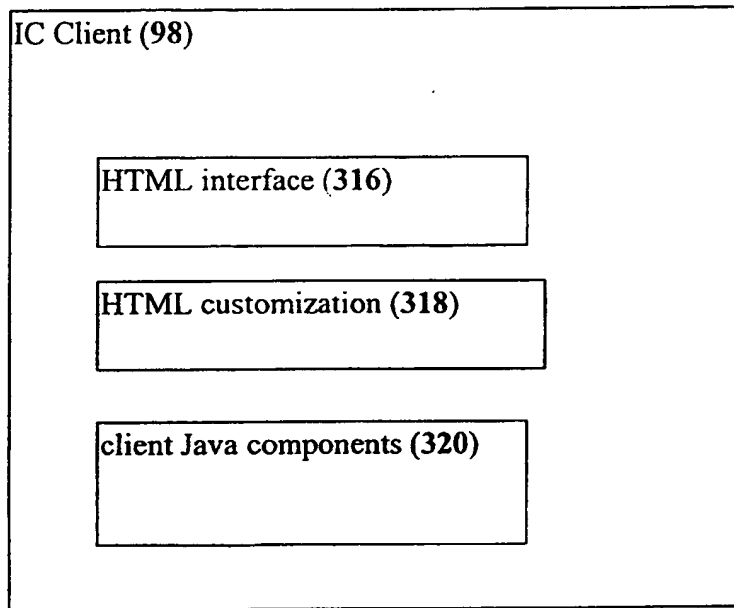 IC Client (98)
HTML interface (316)
HTML customization (318)
client Java components (320)